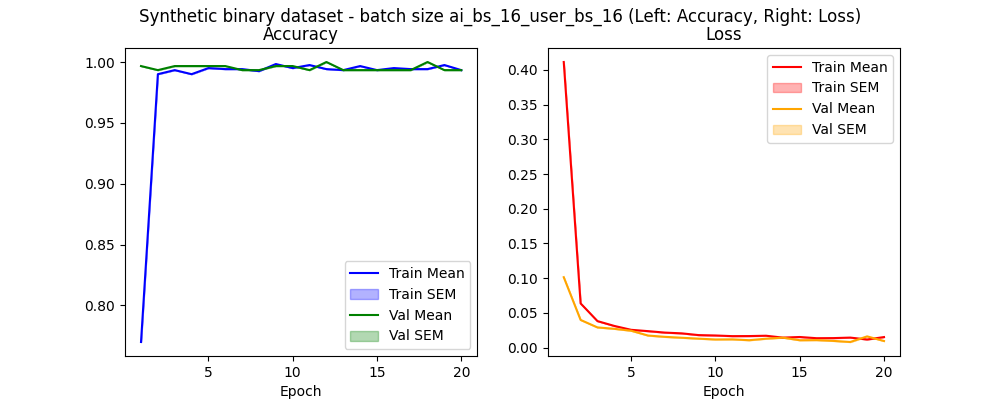 Synthetic binary dataset - batch size ai_bs_16_user_bs_16 (Left: Accuracy, Right: Loss)
Accuracy
1.00
0.95
0.90
0.85
0.80
5
10
15
20
Epoch
Train Mean
Train SEM
Val Mean
Val SEM
Loss
0.40
0.35
0.30
0.25
0.20
0.15
0.10
0.05
0.00
5
10
15
20
Epoch
Train Mean
Train SEM
Val Mean
Val SEM